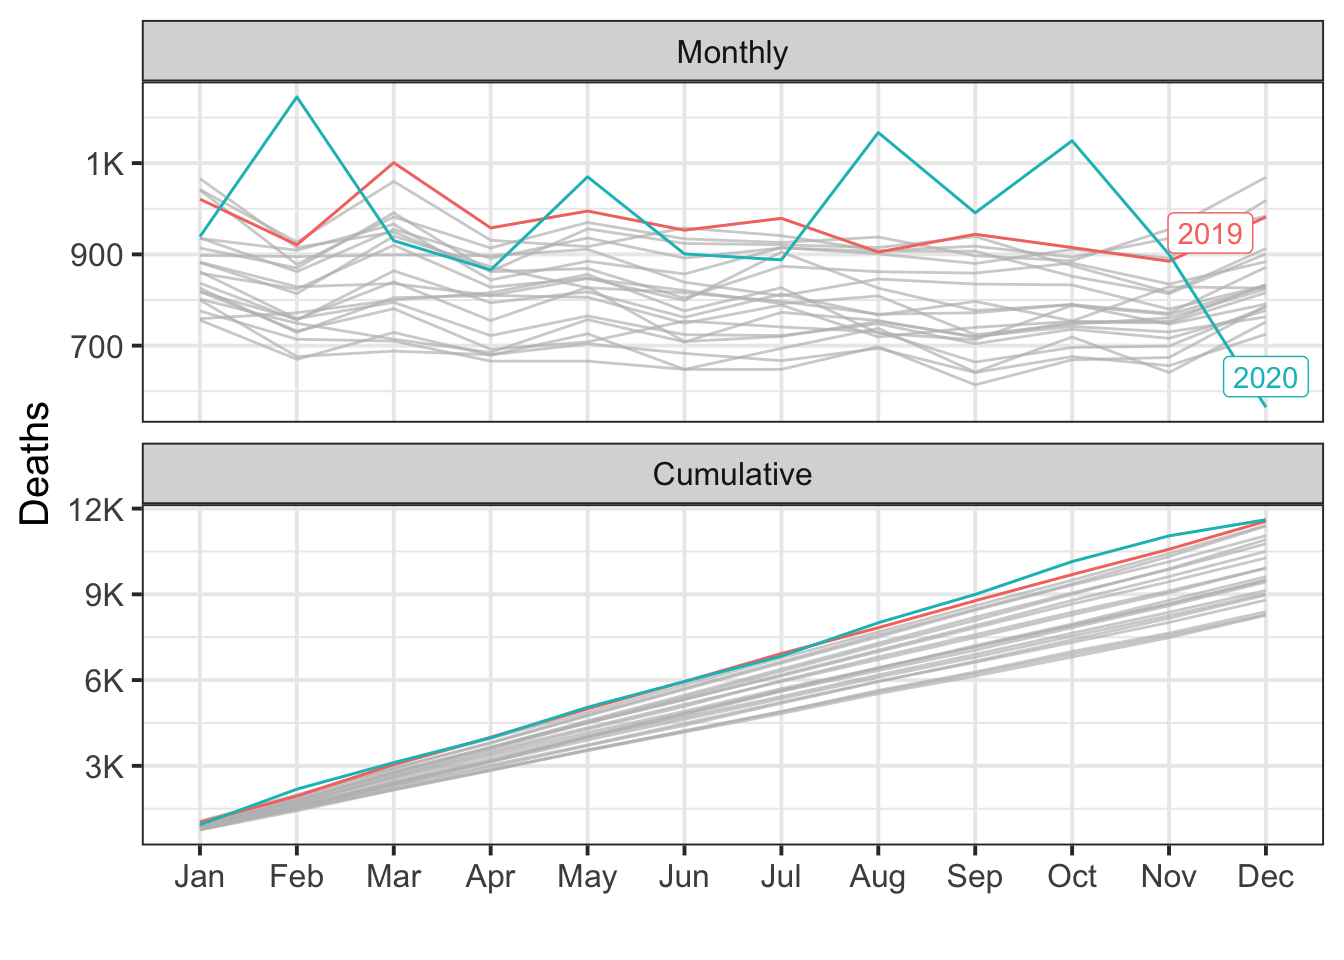 Monthly
1K
900
700
2019
2020
Deaths
Cumulative
12K
9K
6K
3K
Jan Feb Mar Apr May Jun Jul Aug Sep Oct Nov Dec